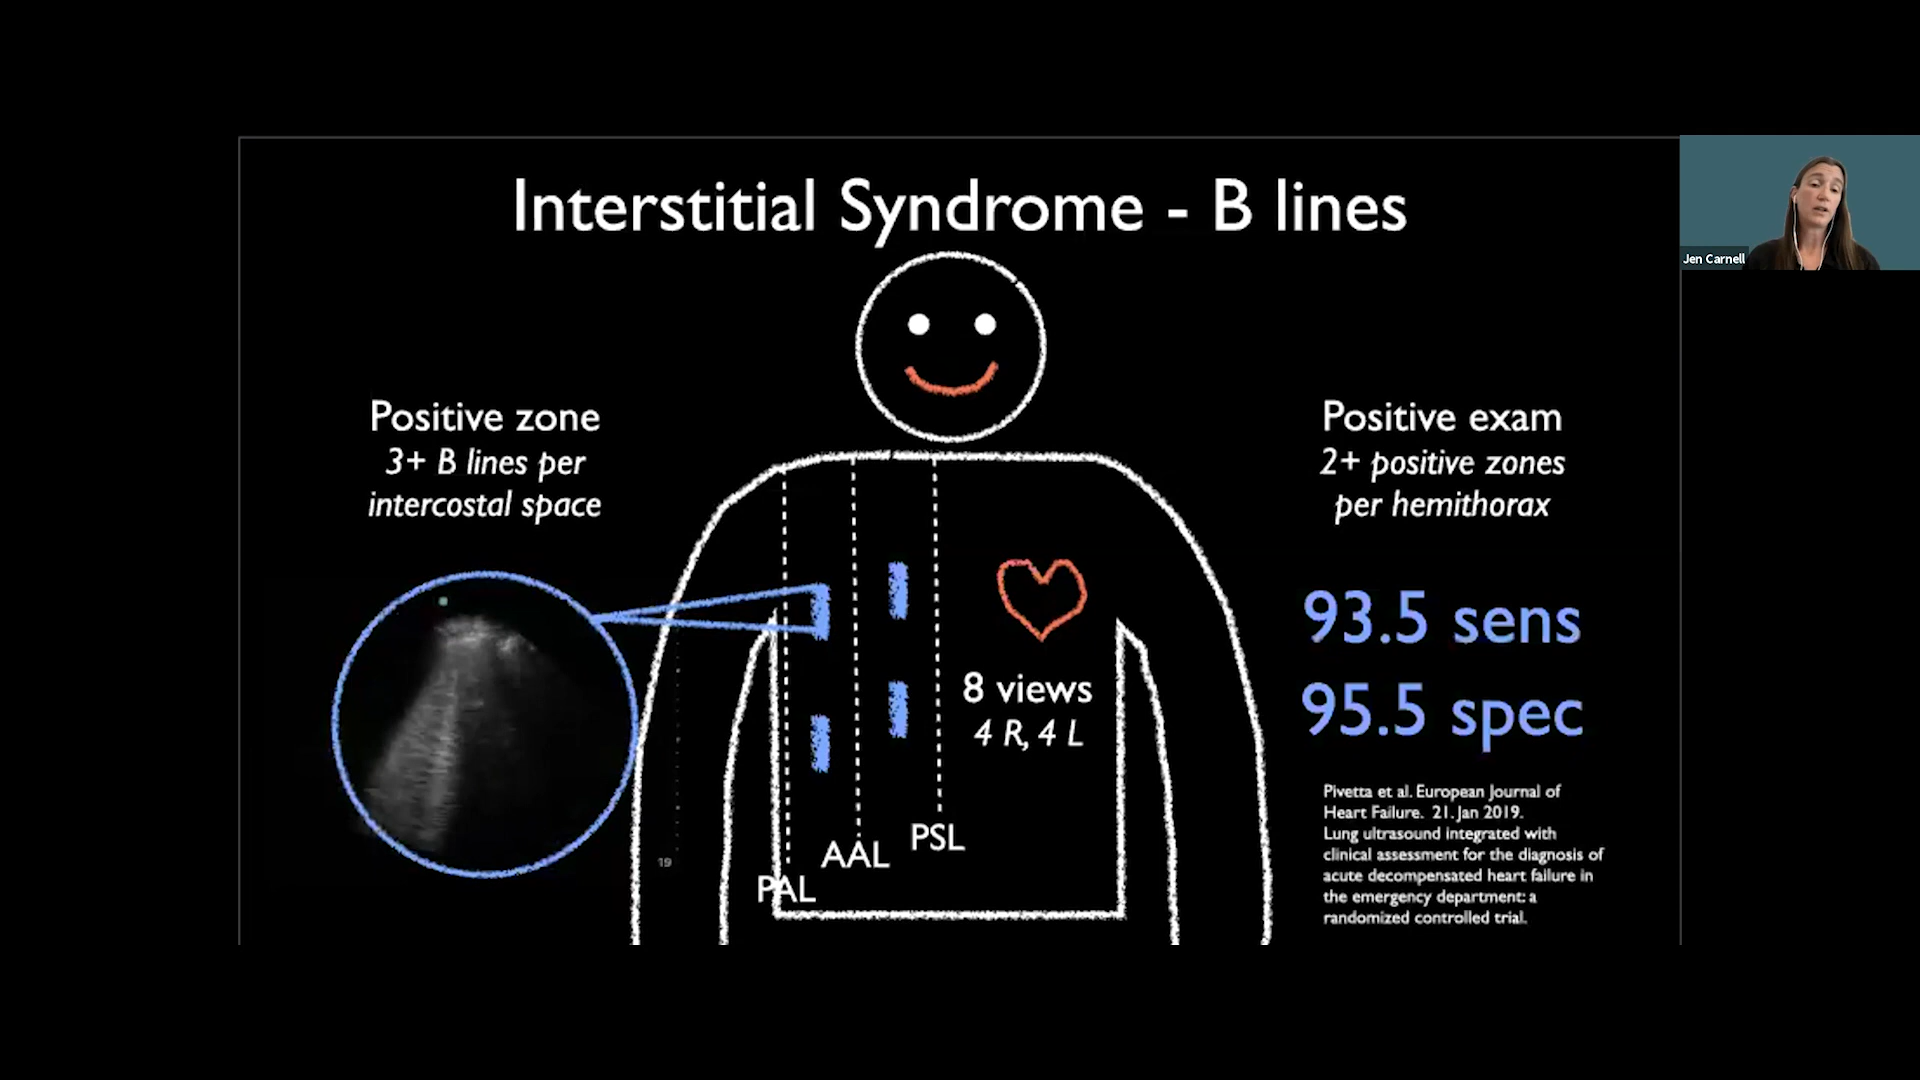 Interstitial Syndrome - B lines
Jen Carnell
Positive zone
3+ B lines per
intercostal space
Positive exam
2+ positive zones
per hemithorax
93.5 sens
95.5 spec
8 views
4 R, 4 L
PSL
AAL
PAL
19
Pivetta et al. European Journal of
Heart Failure. 21. Jan 2019.
Lung ultrasound integrated with
clinical assessment for the diagnosis of
acute decompensated heart failure in
the emergency department: a
randomized controlled trial.